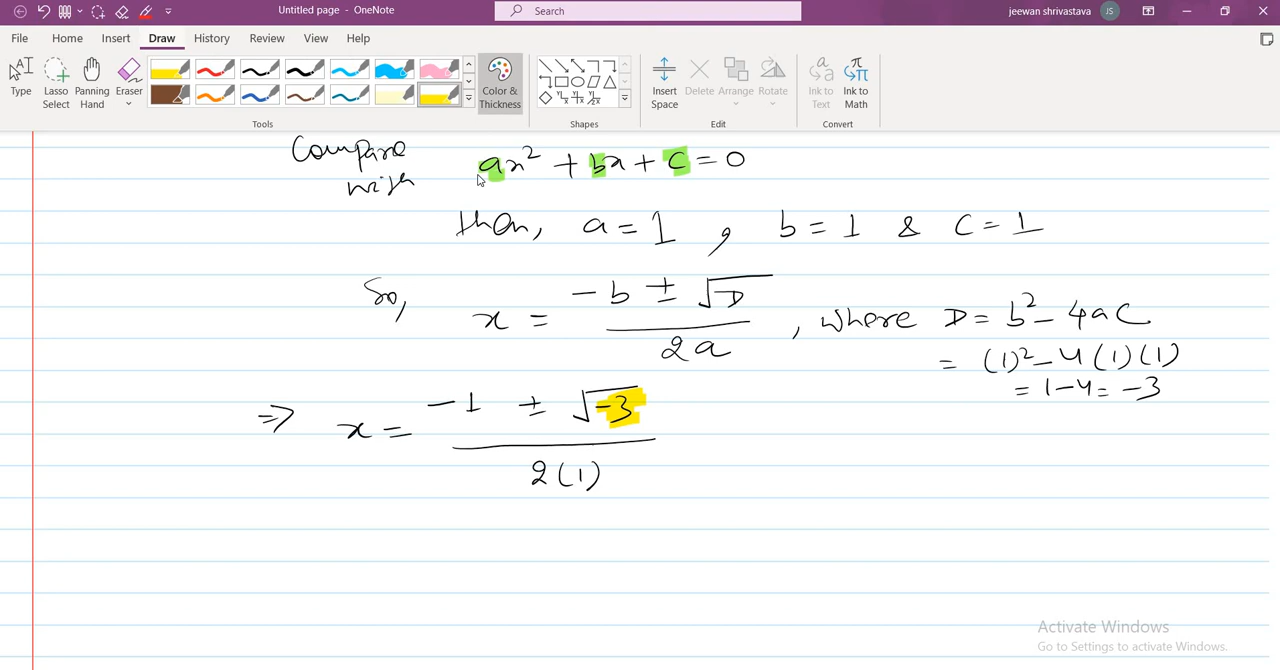 Untitled page - OneNote
Search
jeewan shrivastava JS
File Home Insert Draw History Review View Help
Type Lasso Select Panning Hand Eraser Color & Thickness Insert Space Delete Arrange Rotate Ink to Text Ink to Math
Tools Shapes Edit Convert
Compare with ax² + bx + c = 0
then, a = 1 , b = 1 & c = 1
So, x = (-b ± √D) / 2a , where D = b² - 4aC
= (1)² - 4(1)(1)
= 1 - 4 = -3
⇒ x = (-1 ± √-3) / 2(1)
Activate Windows
Go to Settings to activate Windows.